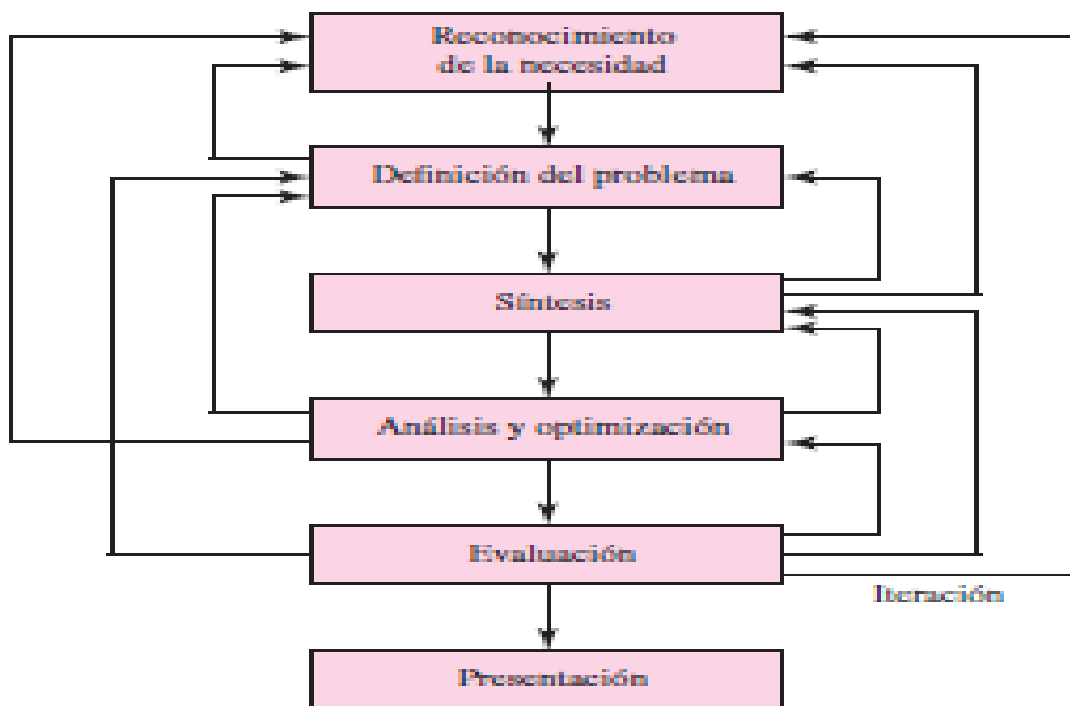 Reconocimiento
de la necesidad
Definición del problema
Síntesis
Análisis y optimización
Evaluación
Iteración
Presentación